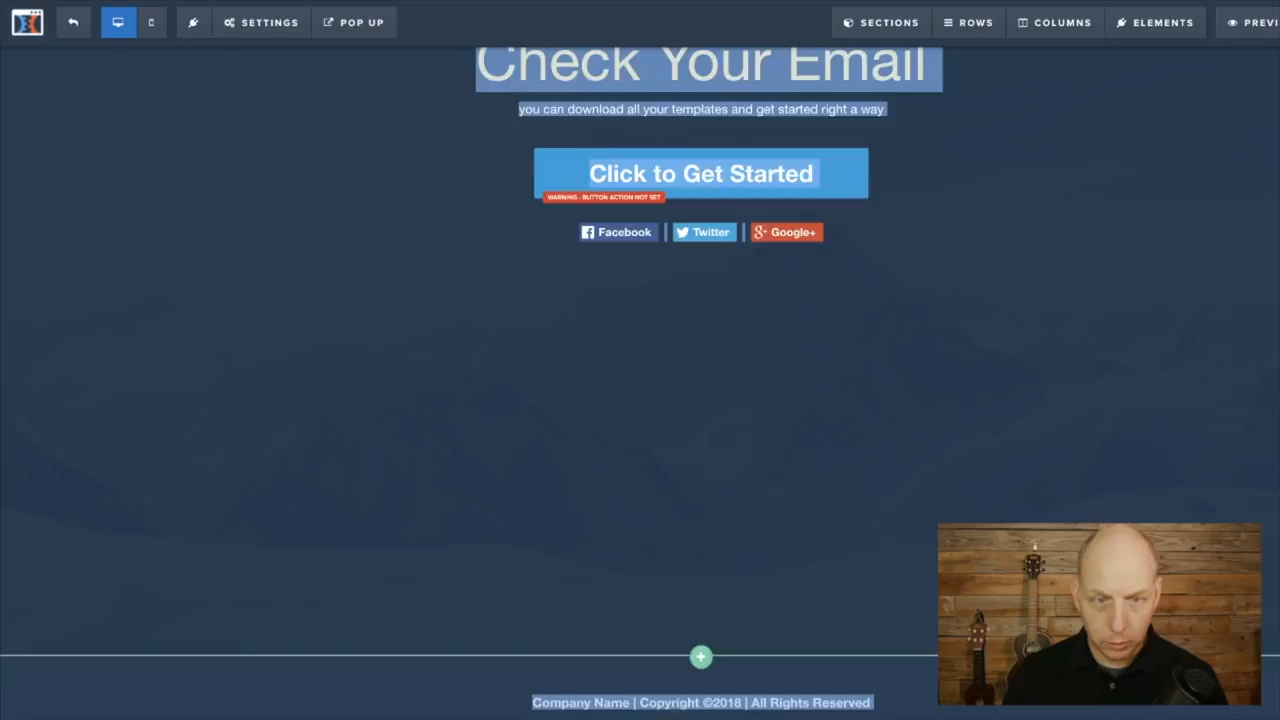 SETTINGS
POP UP
SECTIONS
ROWS
COLUMNS
ELEMENTS
PREVI
Check Your Email
you can download all your templates and get started right a way
Click to Get Started
WARNING - BUTTON ACTION NOT SET
Facebook
Twitter
Google+
Company Name | Copyright ©2018 | All Rights Reserved